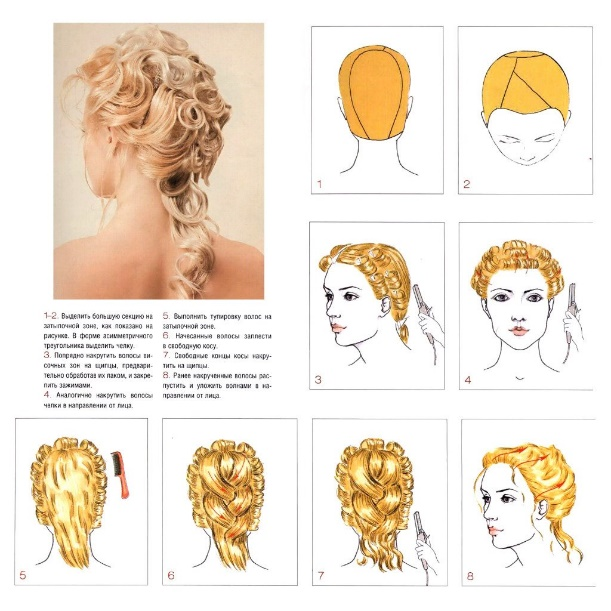 1
2
3
4
1–2. Выделить большую секцию на
затылочной зоне, как показано на
рисунке. В форме асимметричного
треугольника выделить челку.
3. Попрядно накрутить волосы ви-
сочных зон на щипцы, предвари-
тельно обработав их лаком, и закре-
пить зажимами.
4. Аналогично накрутить волосы
челки в направлении от лица.
5. Выполнить тупировку волос на
затылочной зоне.
6. Начесанные волосы заплести
в свободную косу.
7. Свободные концы косы накру-
тить на щипцы.
8. Ранее накрученные волосы рас-
пустить и уложить волнами в на-
правлении от лица.
5
6
7
8